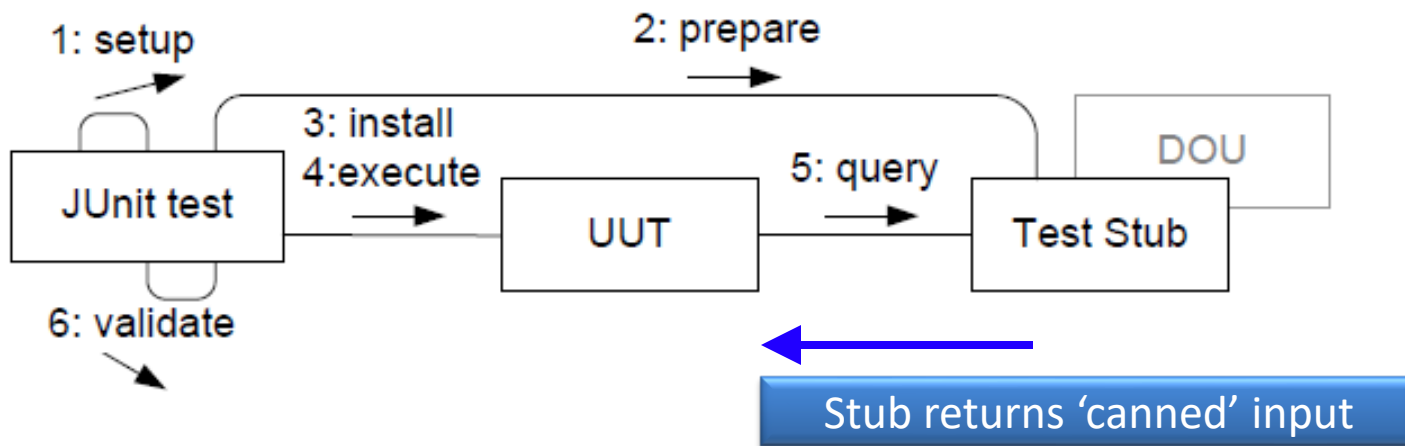 1: setup
2: prepare
3: install
4:execute
5: query
DOU
JUnit test
UUT
Test Stub
6: validate
Stub returns ‘canned’ input